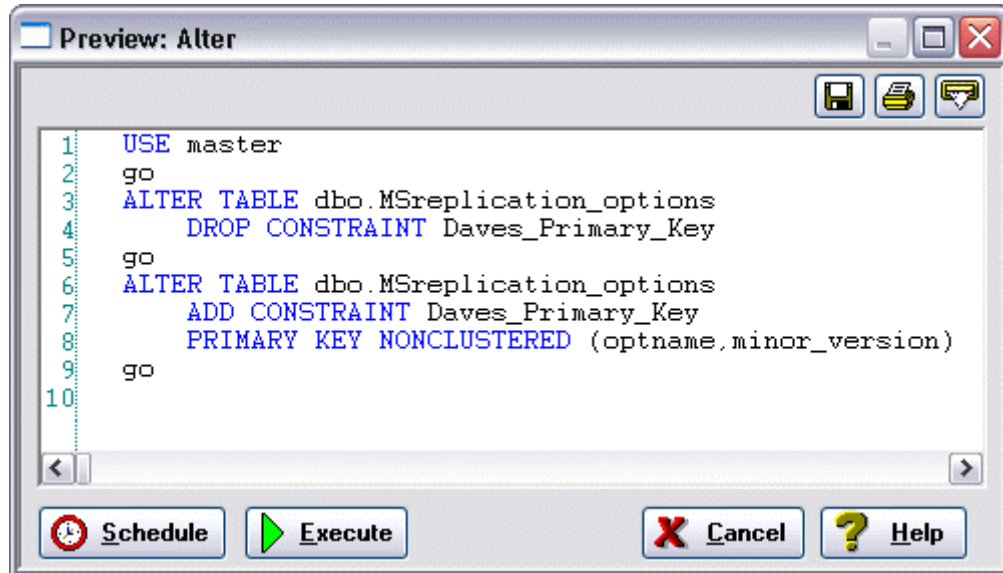 Preview: Alter
1 USE master
2 go
3 ALTER TABLE dbo.MSreplication_options
4 DROP CONSTRAINT Daves_Primary_Key
5 go
6 ALTER TABLE dbo.MSreplication_options
7 ADD CONSTRAINT Daves_Primary_Key
8 PRIMARY KEY NONCLUSTERED (optname,minor_version)
9 go
10
Schedule Execute Cancel Help